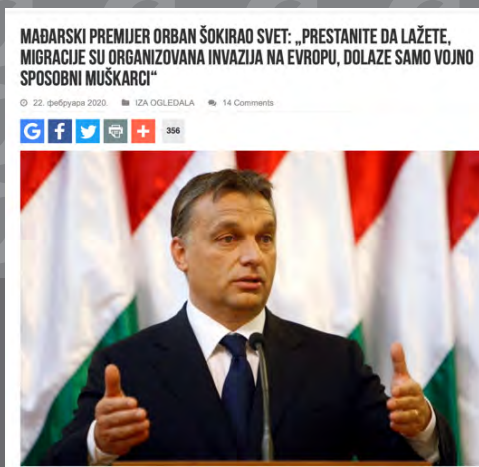 MAĐARSKI PREMIJER ORBAN ŠOKIRAO SVET: „PRESTANITE DA LAŽETE,
MIGRACIJE SU ORGANIZOVANA INVAZIJA NA EVROPU, DOLAZE SAMO VOJNO
SPOSOBNI MUŠKARCI“
22. фебруара 2020. IZA OGLEDALA 14 Comments
G f + 356